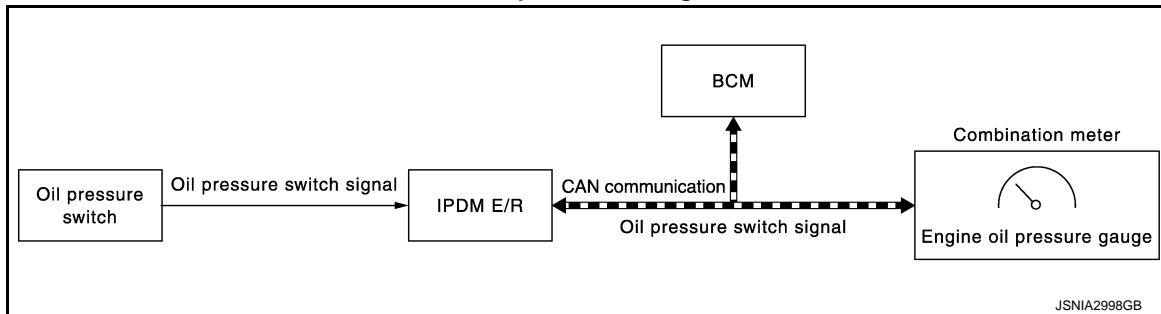 BCM
Combination meter
Oil pressure
switch
Oil pressure switch signal
IPDM E/R
CAN communication
Oil pressure switch signal
Engine oil pressure gauge
JSNIA2998GB